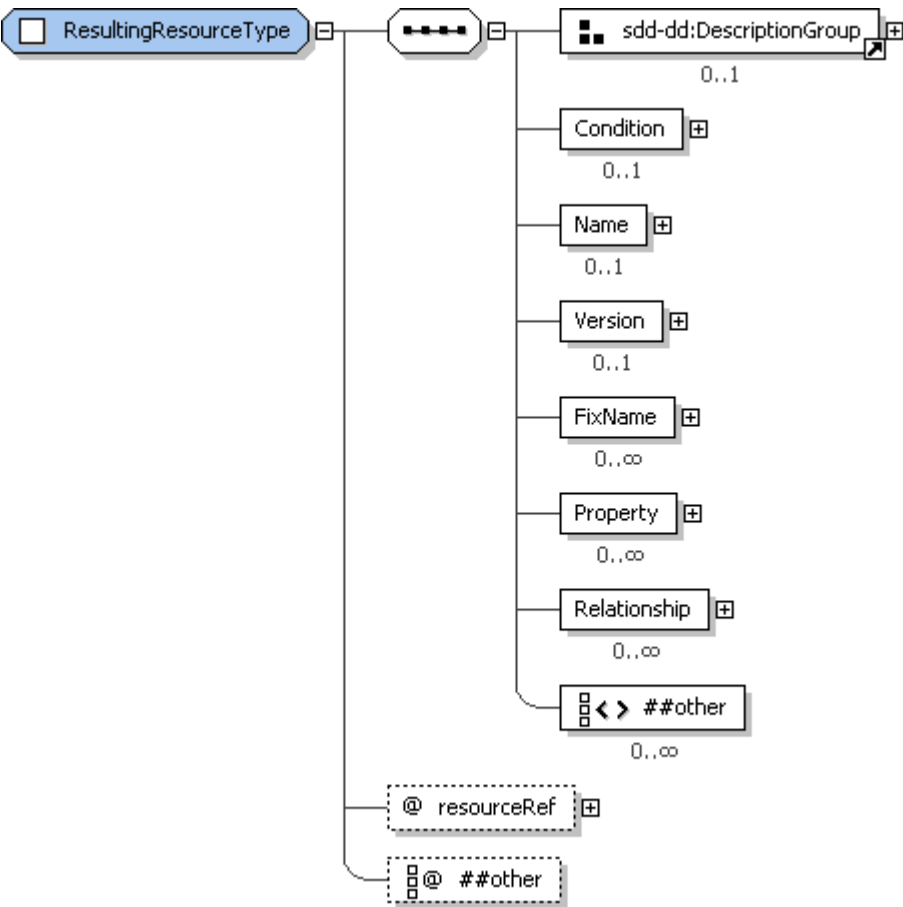 ResultingResourceType
sdd-dd:DescriptionGroup
0..1
Condition
0..1
Name
0..1
Version
0..1
FixName
0..∞
Property
0..∞
Relationship
0..∞
##other
0..∞
@ resourceRef
@ ##other